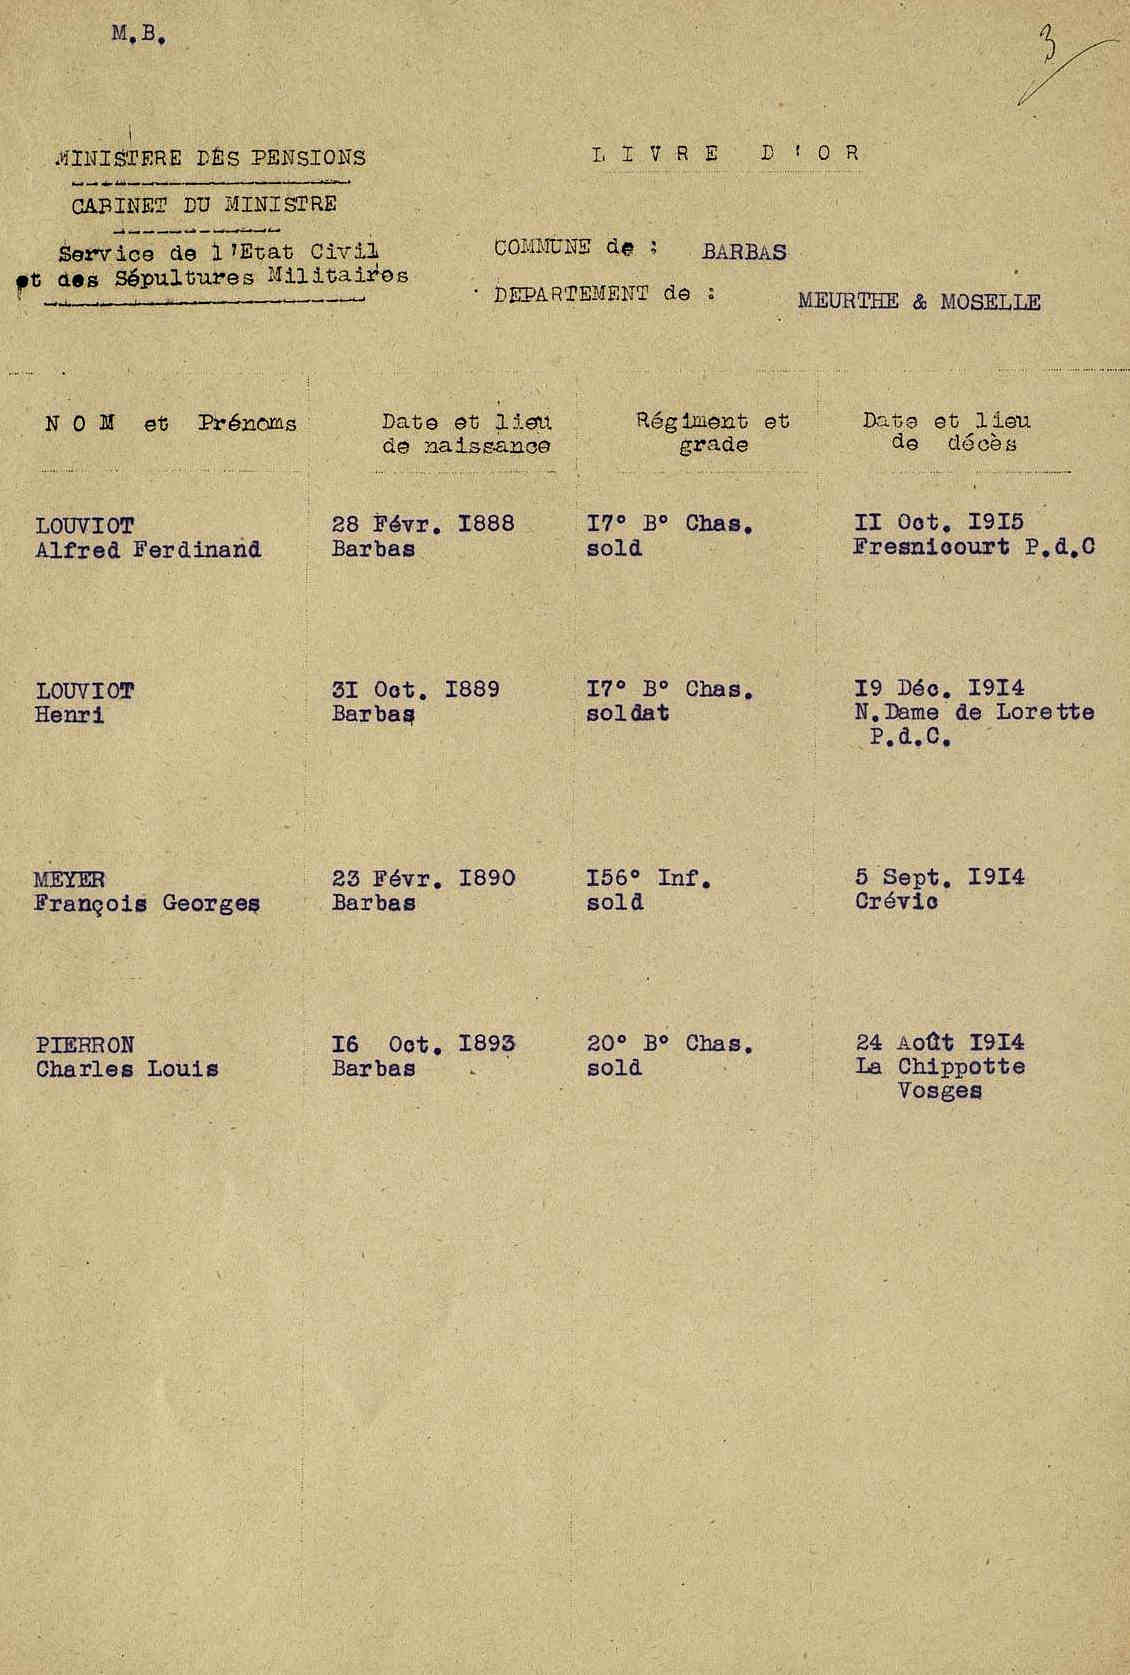 M.B.
3
MINISTERE DES PENSIONS
CABINET DU MINISTRE
Service de l'Etat Civil
et des Sépultures Militaires
LIVRE D'OR
COMMUNE de : BARBAS
DEPARTEMENT de : MEURTHE & MOSELLE
NOM et Prénoms Date et lieu Régiment et Date et lieu
de naissance grade de décès
LOUVIOT 28 Févr. I888 I7° B° Chas. II Oct. I9I5
Alfred Ferdinand Barbas sold Fresnicourt P.d.C
LOUVIOT 3I Oct. I889 I7° B° Chas. I9 Déc. I9I4
Henri Barbas soldat N.Dame de Lorette
P.d.C.
MEYER 23 Févr. I890 I56° Inf. 5 Sept. I9I4
François Georges Barbas sold Crévic
PIERRON I6 Oct. I893 20° B° Chas. 24 Août I9I4
Charles Louis Barbas sold La Chippotte
Vosges